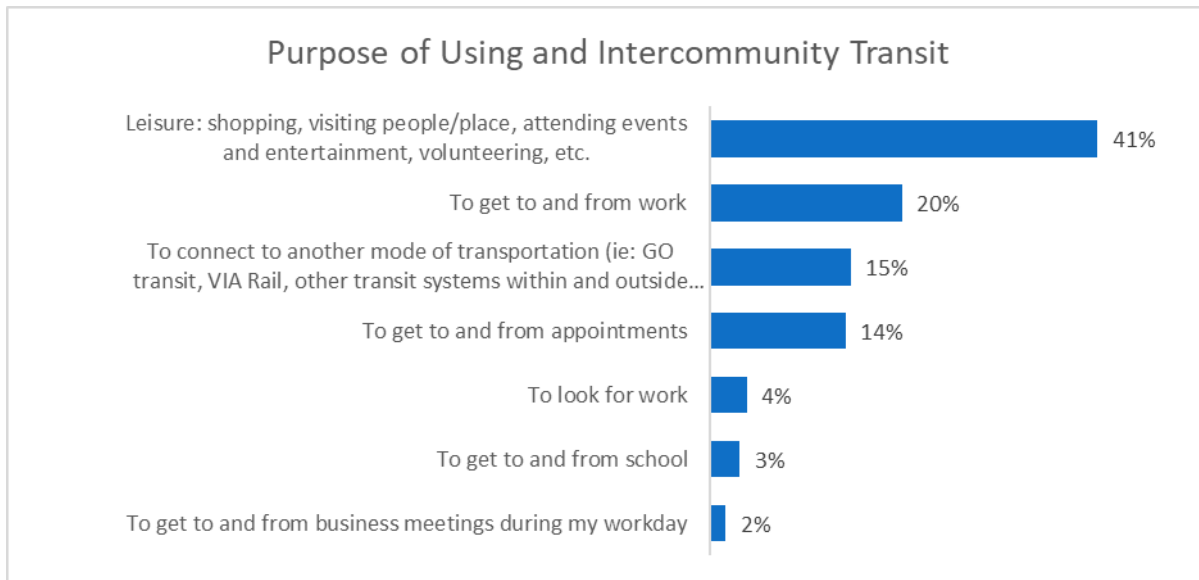 Purpose of Using and Intercommunity Transit
Leisure: shopping, visiting people/place, attending events
and entertainment, volunteering, etc.
41%
To get to and from work
20%
To connect to another mode of transportation (ie: GO
transit, VIA Rail, other transit systems within and outside...
15%
To get to and from appointments
14%
To look for work
4%
To get to and from school
3%
To get to and from business meetings during my workday
2%